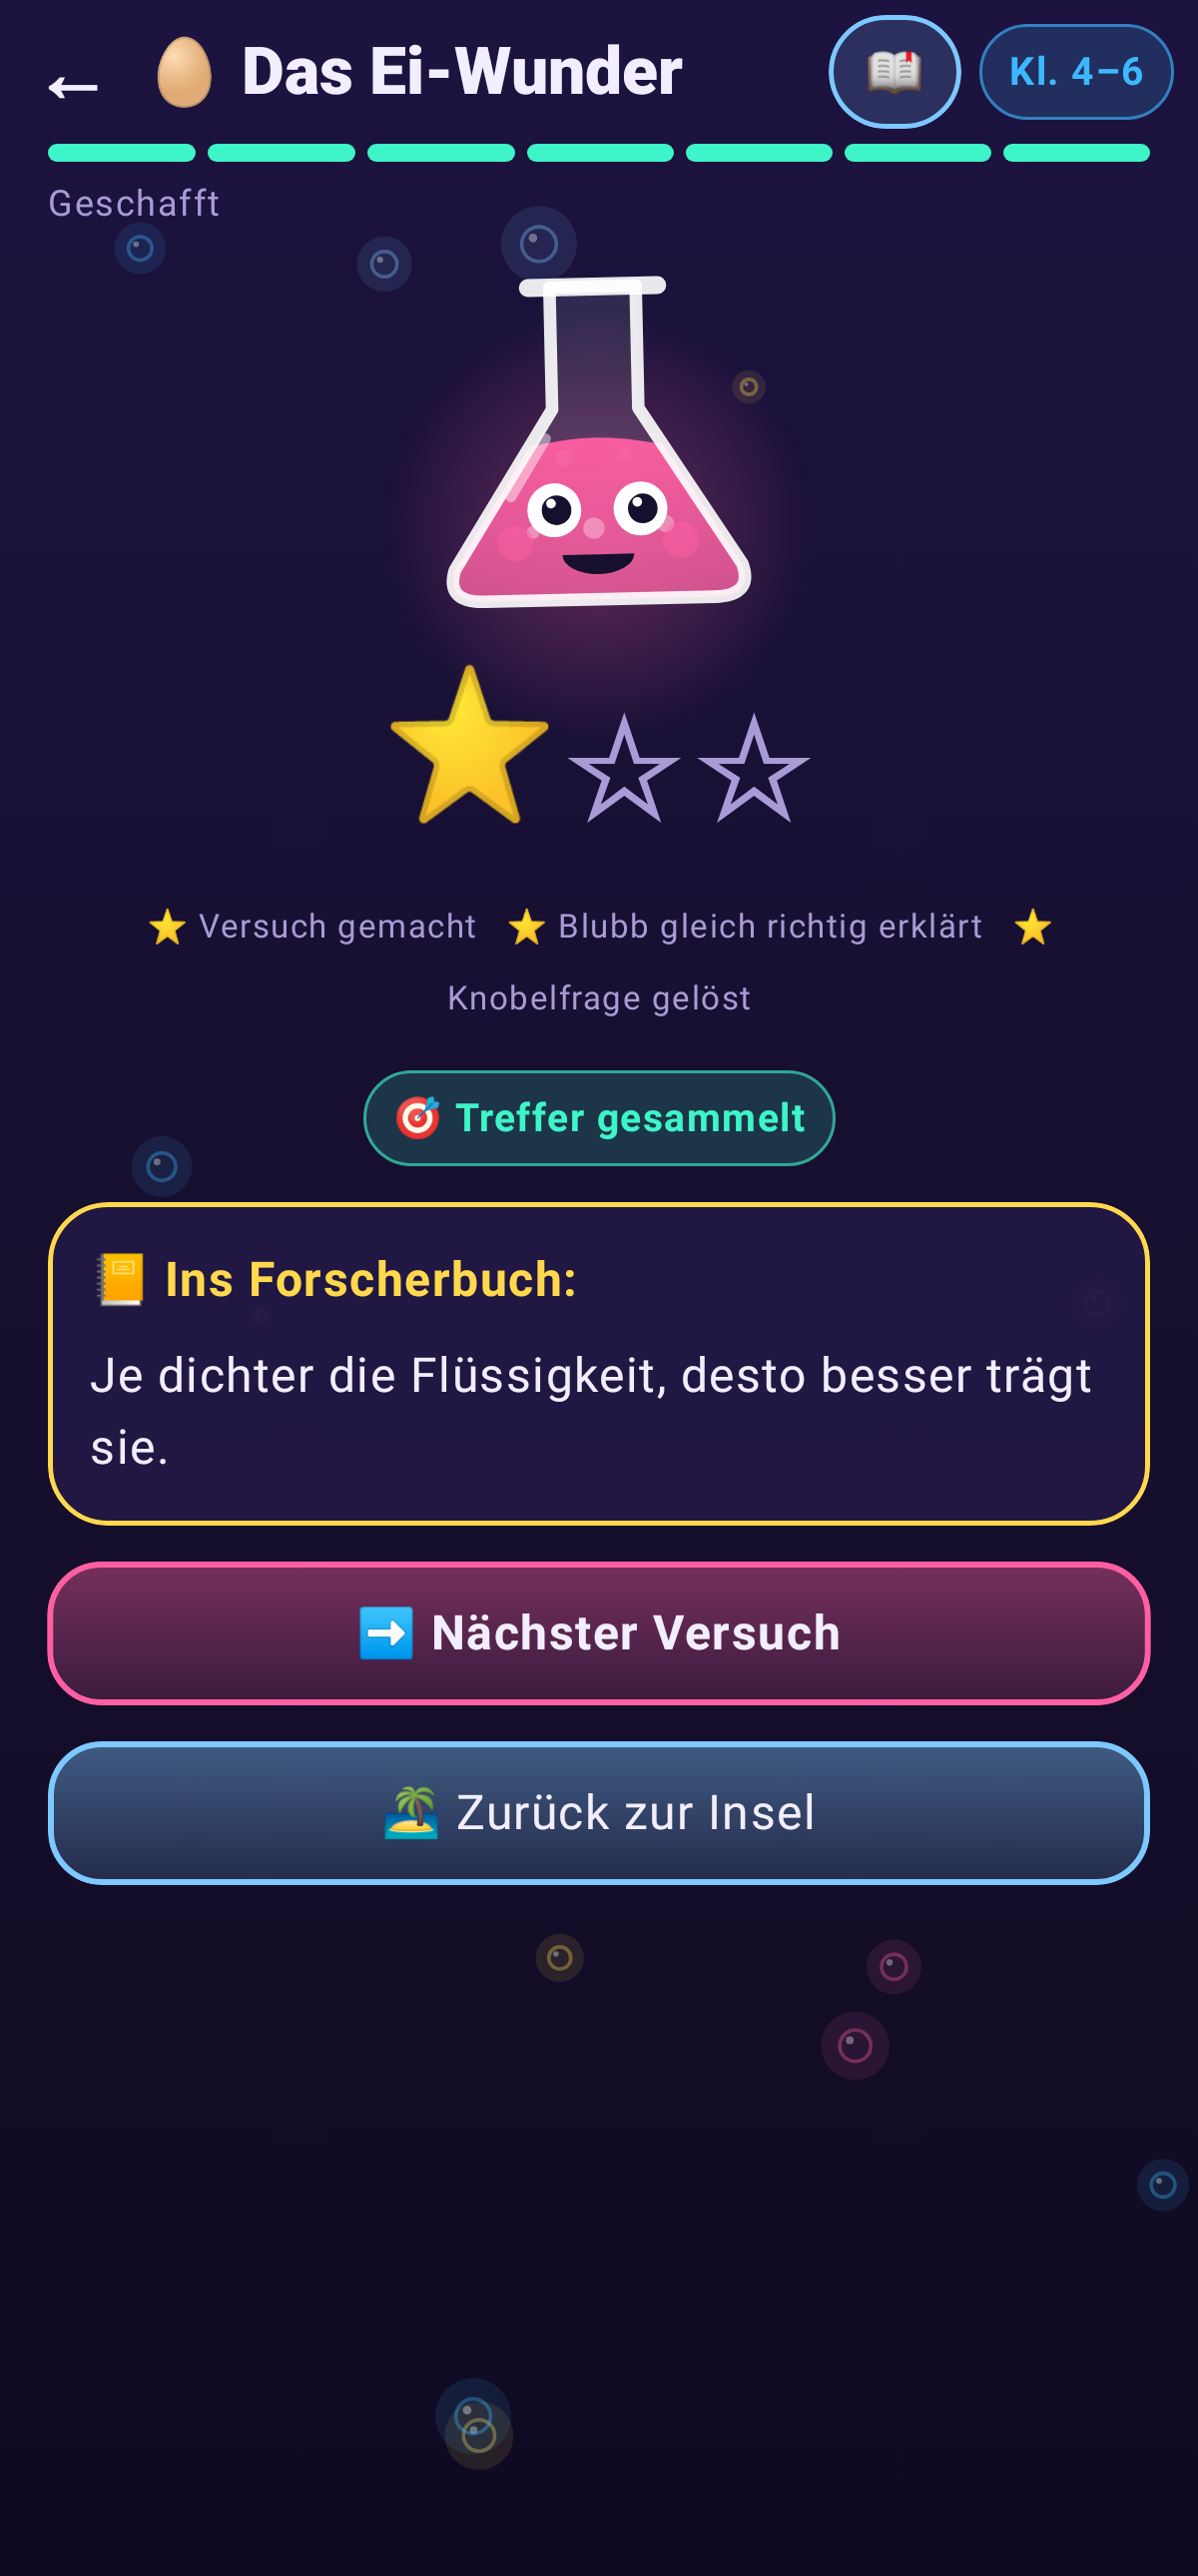 ← Das Ei-Wunder Kl. 4–6
Geschafft
Versuch gemacht Blubb gleich richtig erklärt
Knobelfrage gelöst
Treffer gesammelt
Ins Forscherbuch:
Je dichter die Flüssigkeit, desto besser trägt
sie.
Nächster Versuch
Zurück zur Insel